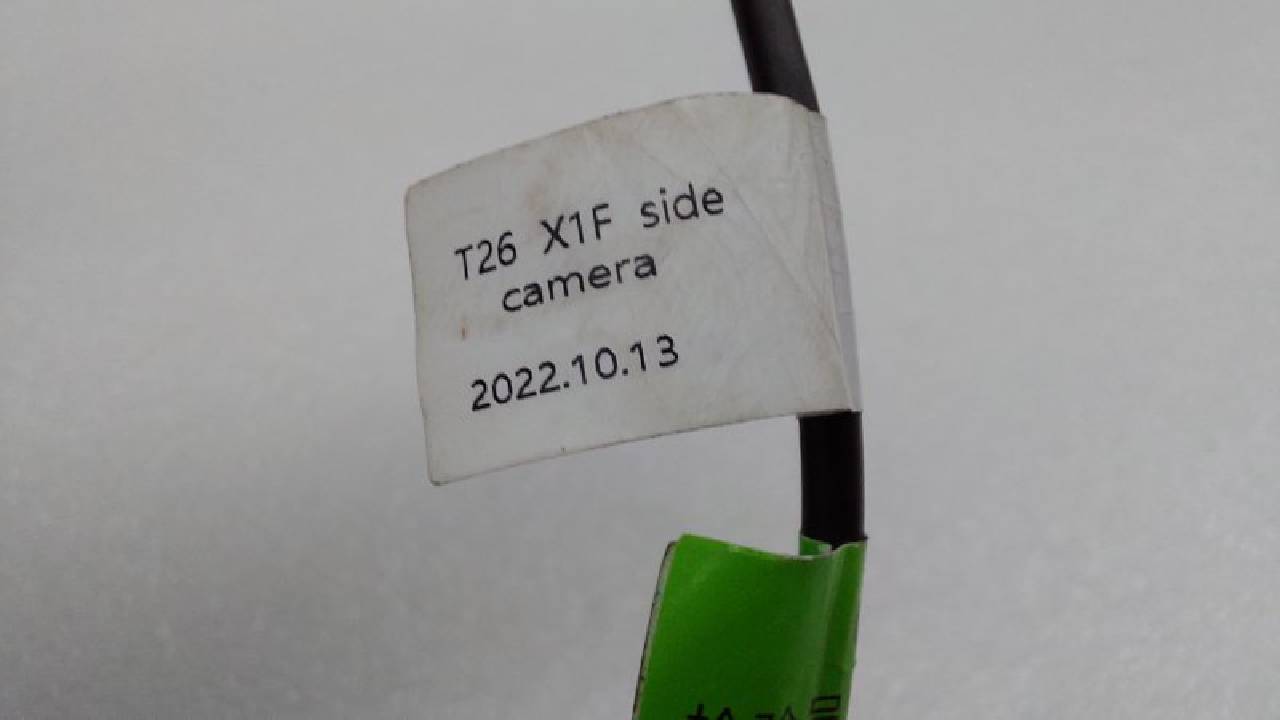 T26 X1F side
camera
2022.10.13